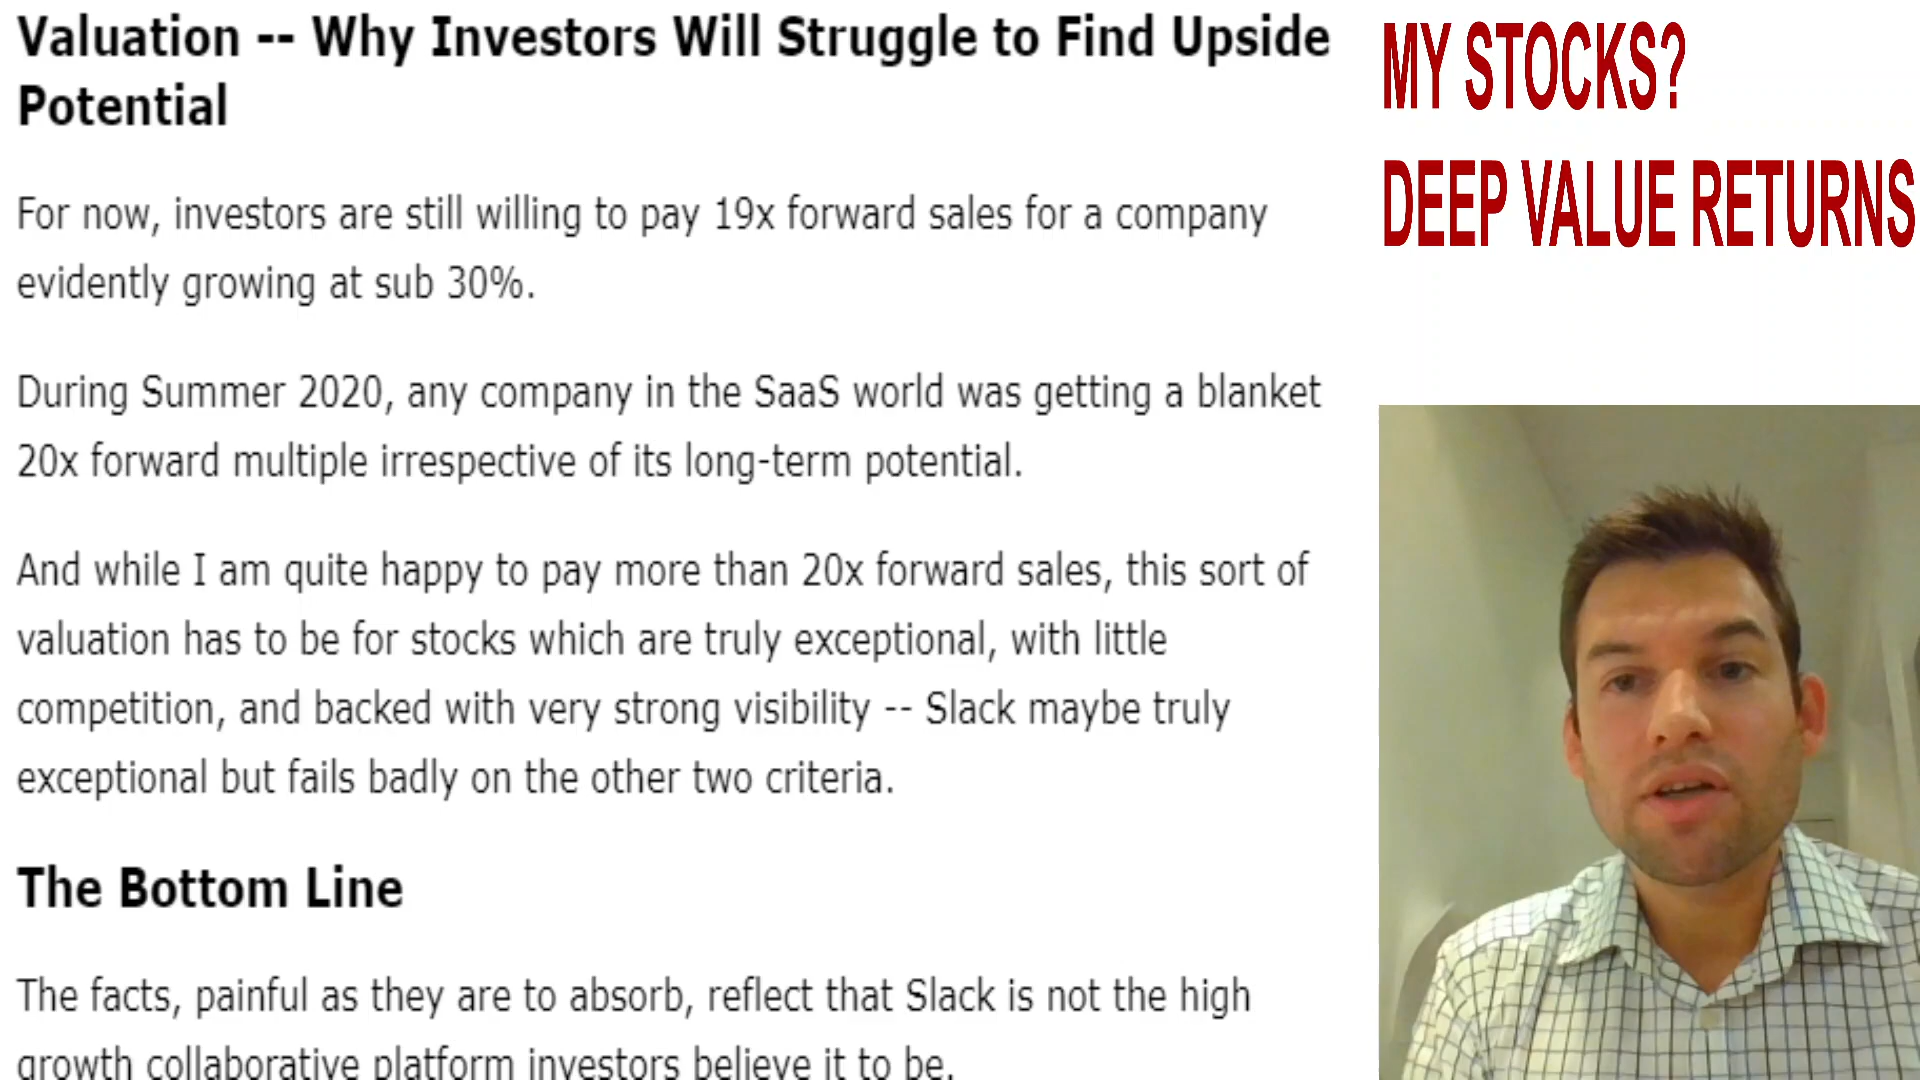 Valuation -- Why Investors Will Struggle to Find Upside
Potential
For now, investors are still willing to pay 19x forward sales for a company
evidently growing at sub 30%.
During Summer 2020, any company in the SaaS world was getting a blanket
20x forward multiple irrespective of its long-term potential.
And while I am quite happy to pay more than 20x forward sales, this sort of
valuation has to be for stocks which are truly exceptional, with little
competition, and backed with very strong visibility -- Slack maybe truly
exceptional but fails badly on the other two criteria.
The Bottom Line
The facts, painful as they are to absorb, reflect that Slack is not the high
growth collaborative platform investors believe it to be.
MY STOCKS?
DEEP VALUE RETURNS